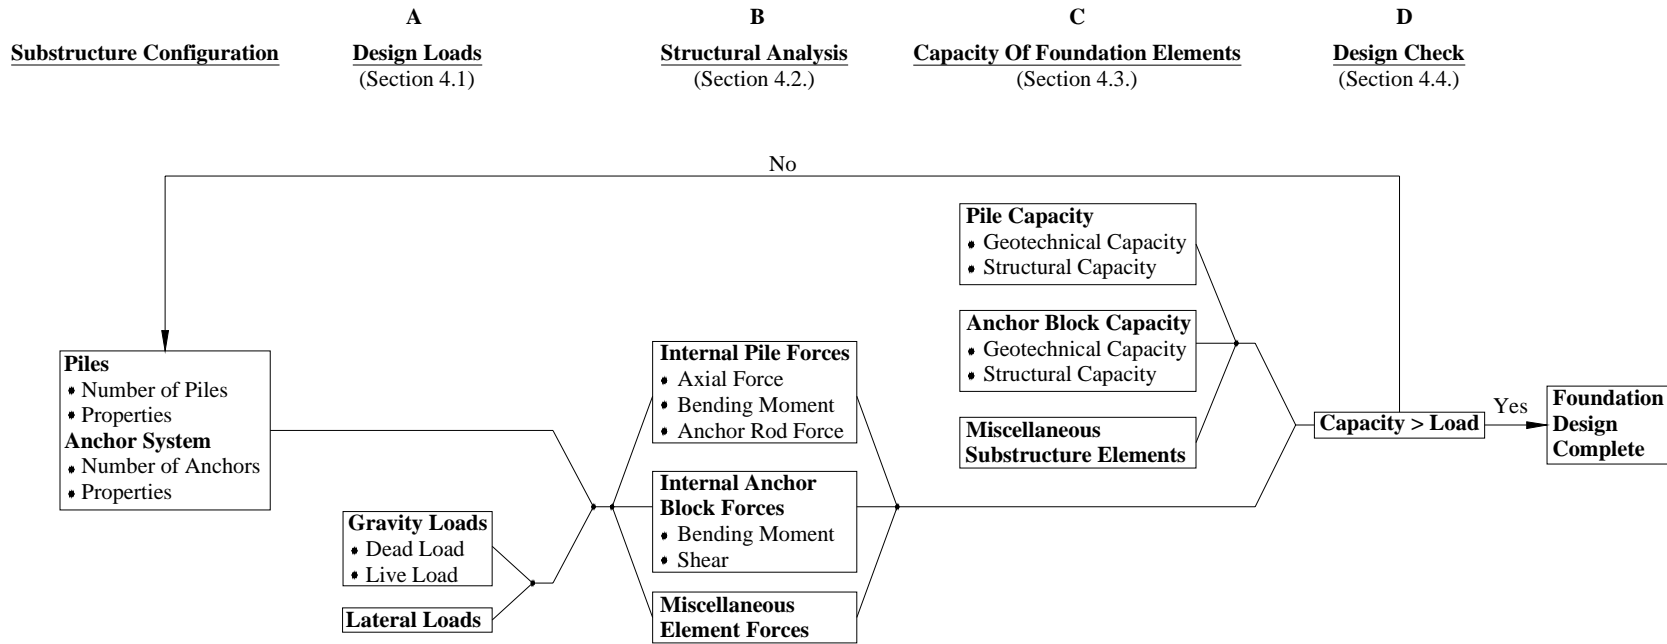 A
B
C
D
Substructure Configuration
Design Loads
Structural Analysis
Capacity Of Foundation Elements
Design Check
(Section 4.1)
(Section 4.2.)
(Section 4.3.)
(Section 4.4.)
No
Piles
• Number of Piles
• Properties
Anchor System
• Number of Anchors
• Properties
Gravity Loads
• Dead Load
• Live Load
Lateral Loads
Internal Pile Forces
• Axial Force
• Bending Moment
• Anchor Rod Force
Internal Anchor
Block Forces
• Bending Moment
• Shear
Miscellaneous
Element Forces
Pile Capacity
• Geotechnical Capacity
• Structural Capacity
Anchor Block Capacity
• Geotechnical Capacity
• Structural Capacity
Miscellaneous
Substructure Elements
Capacity > Load
Yes
Foundation
Design
Complete